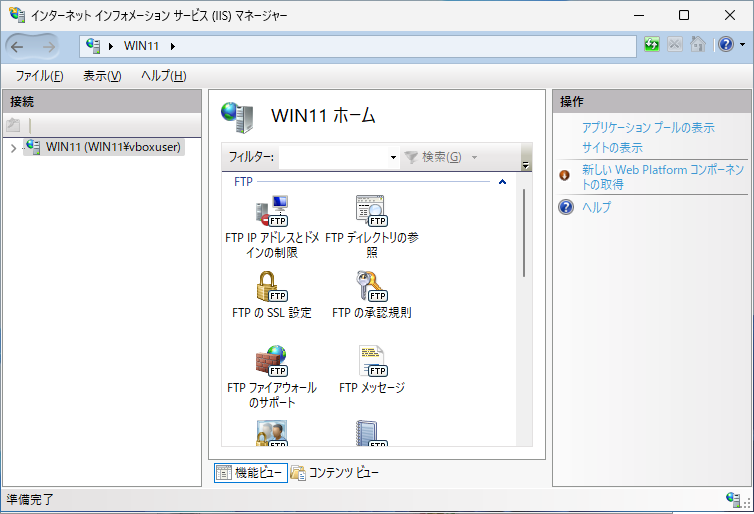 インターネット インフォメーション サービス (IIS) マネージャー
WIN11
ファイル(F) 表示(V) ヘルプ(H)
接続
WIN11 (WIN11¥vboxuser)
WIN11 ホーム
フィルター: 検索(G)
FTP
FTP
FTP IP アドレスとドメ
インの制限
FTP
FTP ディレクトリの参
照
FTP
FTP の SSL 設定
FTP
FTP の承認規則
FTP
FTP ファイアウォール
のサポート
FTP
FTP メッセージ
FTP
FTP
機能ビュー コンテンツ ビュー
操作
アプリケーション プールの表示
サイトの表示
新しい Web Platform コンポーネン
トの取得
ヘルプ
準備完了